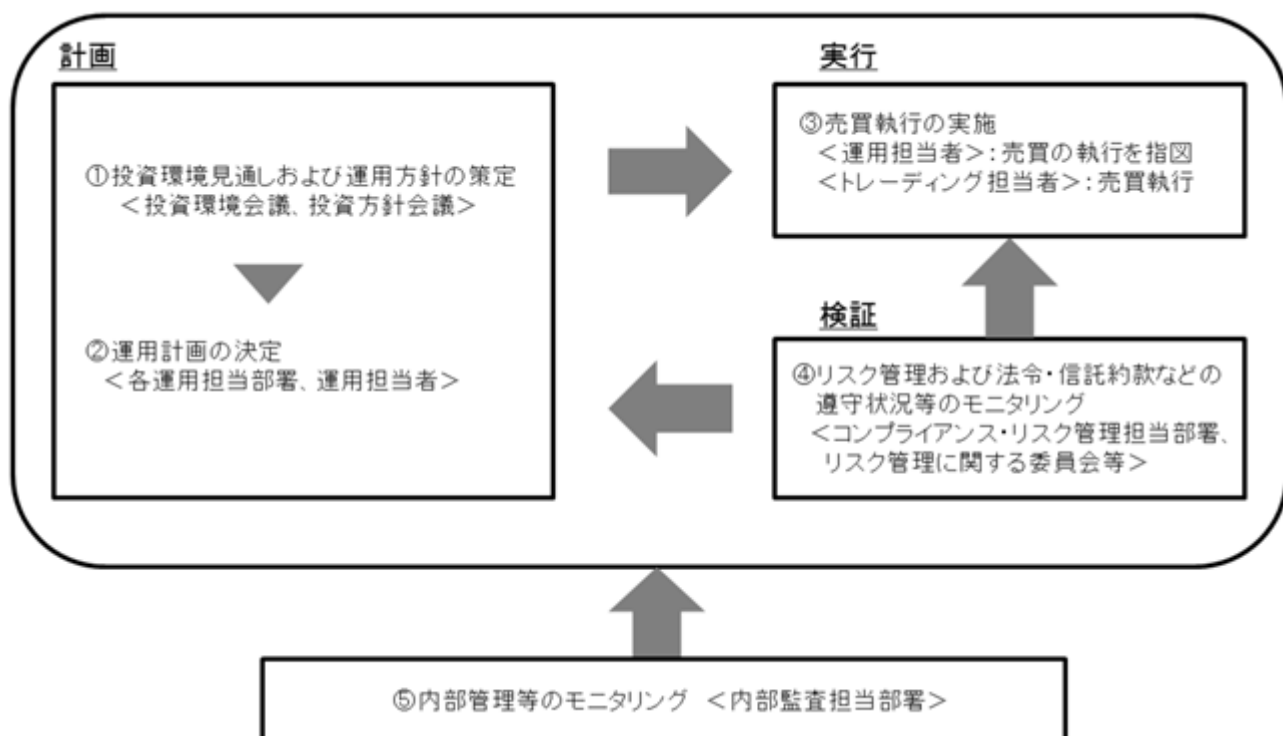 計画
①投資環境見通しおよび運用方針の策定
<投資環境会議、投資方針会議>
②運用計画の決定
<各運用担当部署、運用担当者>
実行
③売買執行の実施
<運用担当者>:売買の執行を指図
<トレーディング担当者>:売買執行
検証
④リスク管理および法令・信託約款などの
遵守状況等のモニタリング
<コンプライアンス・リスク管理担当部署、
リスク管理に関する委員会等>
⑤内部管理等のモニタリング <内部監査担当部署>